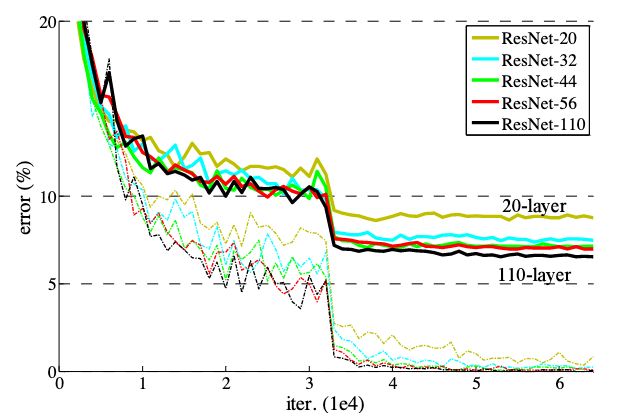 20
ResNet-20
ResNet-32
ResNet-44
ResNet-56
ResNet-110
error (%)
10
20-layer
110-layer
5
0
0 1 2 3 4 5 6
iter. (1e4)